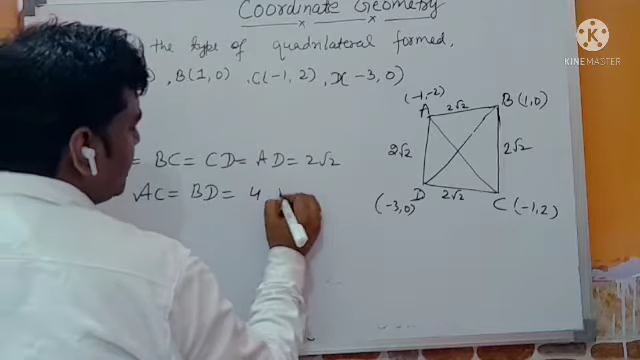 Coordinate Geometry
the type of quadrilateral formed,
), B(1,0) , C(-1, 2) , D(-3, 0)
= BC = CD = AD = 2√2
AC = BD = 4
(-1,-2)
A
2√2
B (1,0)
2√2
2√2
D
2√2
C (-1,2)
(-3,0)
KINEMASTER